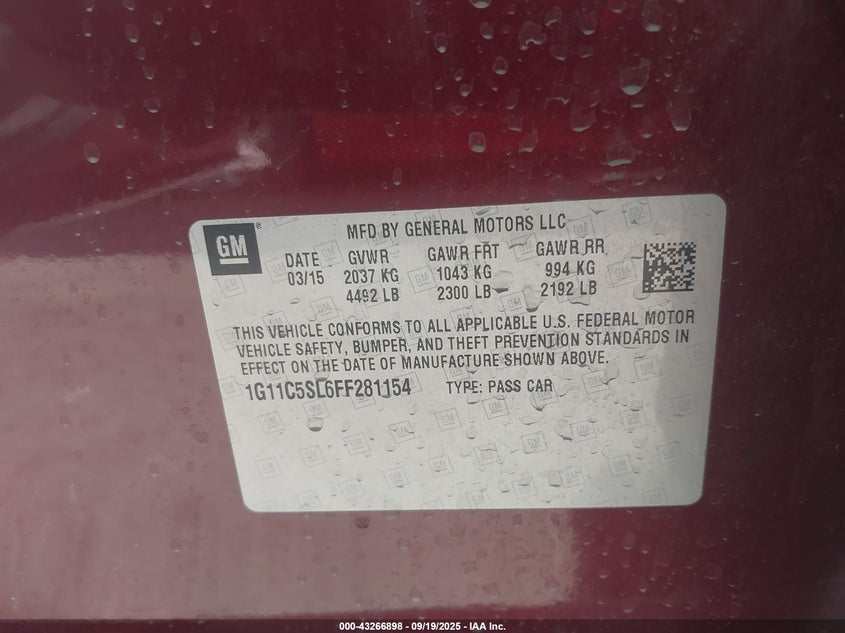 GM
MFD BY GENERAL MOTORS LLC
DATE GVWR GAWR FRT GAWR RR
03/15 2037 KG 1043 KG 994 KG
4492 LB 2300 LB 2192 LB
THIS VEHICLE CONFORMS TO ALL APPLICABLE U.S. FEDERAL MOTOR
VEHICLE SAFETY, BUMPER, AND THEFT PREVENTION STANDARDS IN
EFFECT ON THE DATE OF MANUFACTURE SHOWN ABOVE.
1G11C5SL6FF281154 TYPE: PASS CAR
000-43266898 - 09/19/2025 - IAA Inc.